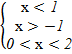 x < 1
x > −1
0 < x < 2